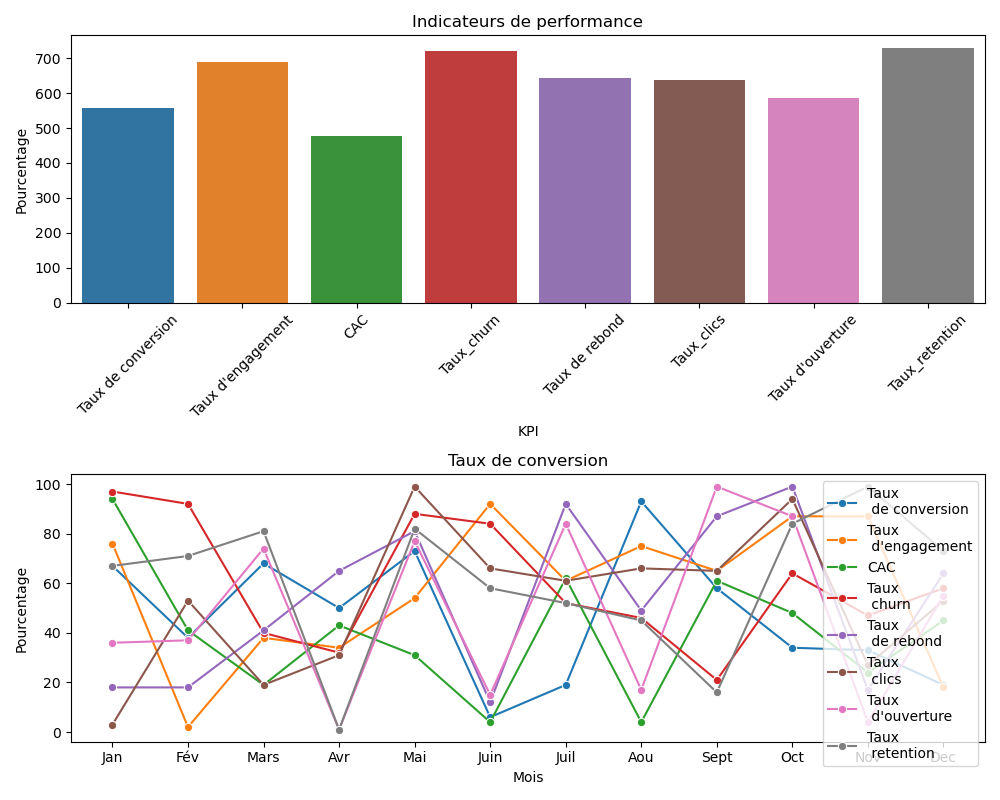 Indicateurs de performance
Pourcentage
700
600
500
400
300
200
100
0
Taux de conversion
Taux d'engagement
CAC
Taux_churn
Taux de rebond
Taux_clics
Taux d'ouverture
Taux_retention
KPI
Taux de conversion
Pourcentage
100
80
60
40
20
0
Taux
de conversion
Taux
d'engagement
CAC
Taux
churn
Taux
de rebond
Taux
clics
Taux
d'ouverture
Taux
retention
Jan Fév Mars Avr Mai Juin Juil Aou Sept Oct Nov Dec
Mois